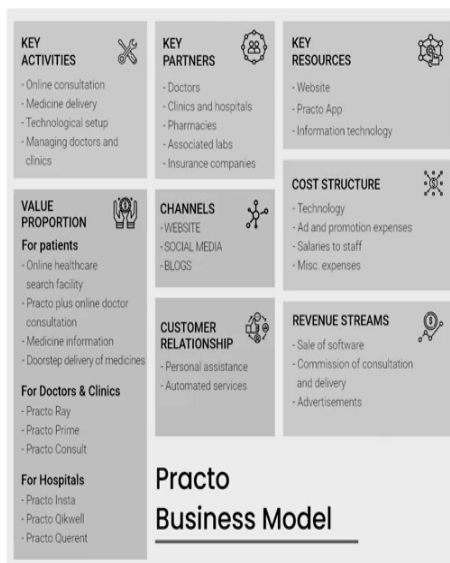 KEY
ACTIVITIES
- Online consultation
- Medicine delivery
- Technological setup
- Managing doctors and
clinics
KEY
PARTNERS
- Doctors
- Clinics and hospitals
- Pharmacies
- Associated labs
- Insurance companies
KEY
RESOURCES
- Website
- Practo App
- Information technology
VALUE
PROPORTION
For patients
- Online healthcare
search facility
- Practo plus online doctor
consultation
- Medicine information
- Doorstep delivery of medicines
For Doctors & Clinics
- Practo Ray
- Practo Prime
- Practo Consult
For Hospitals
- Practo Insta
- Practo Qikwell
- Practo Querent
CHANNELS
- WEBSITE
- SOCIAL MEDIA
- BLOGS
COST STRUCTURE
- Technology
- Ad and promotion expenses
- Salaries to staff
- Misc. expenses
CUSTOMER
RELATIONSHIP
- Personal assistance
- Automated services
REVENUE STREAMS
- Sale of software
- Commission of consultation
and delivery
- Advertisements
Practo
Business Model